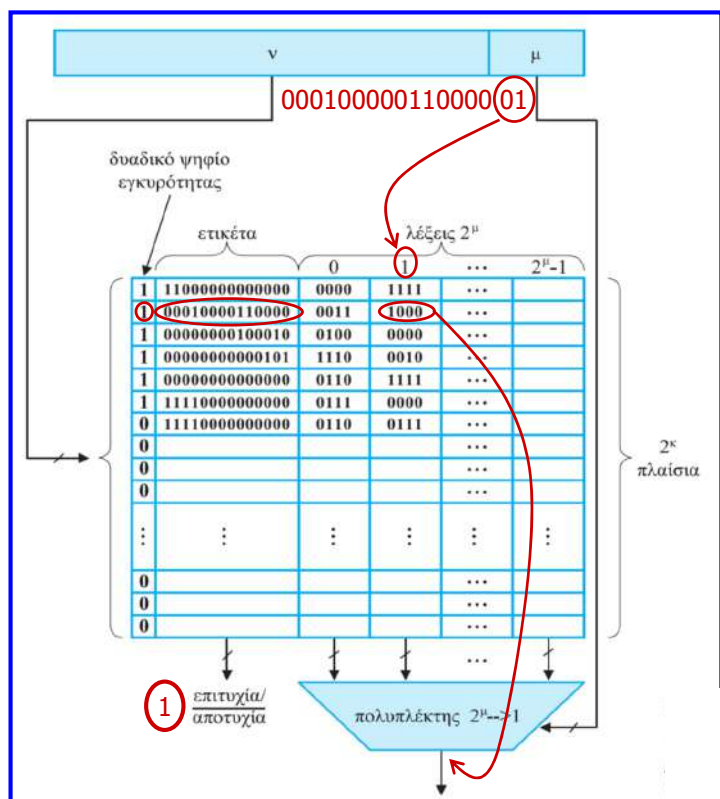 ν μ
000100000110000 01
δυαδικό ψηφίο
εγκυρότητας
ετικέτα λέξεις 2^μ
0 1 ... 2^μ-1
1 11000000000000 0000 1111 ...
1 00010000110000 0011 1000 ...
1 00000000100010 0100 0000 ...
1 00000000000101 1110 0010 ...
1 00000000000000 0110 1111 ...
1 11110000000000 0111 0000 ...
0 11110000000000 0110 0111 ...
0 ...
0 ...
0 ...
2^κ
πλαίσια
⋮ ⋮ ⋮ ⋮ ⋮ ⋮
0 ...
0 ...
0 ...
...
1 επιτυχία/
αποτυχία
πολυπλέκτης 2^μ-->1